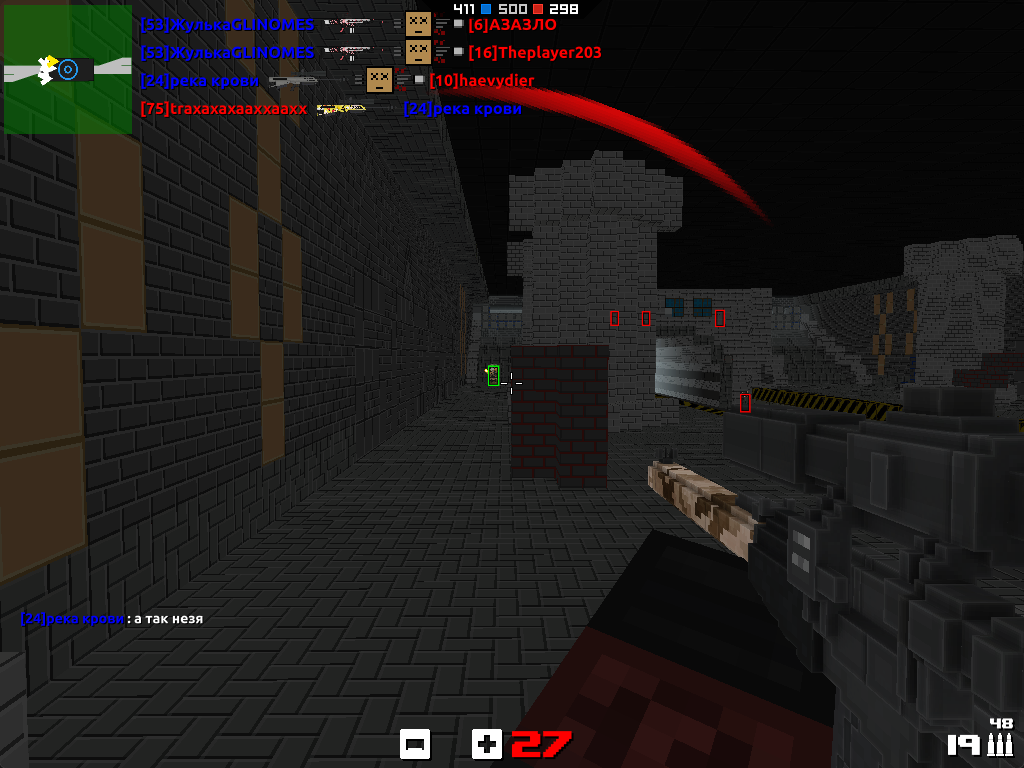 411 500 298
[53]ЖулькаGLINOMES [6]АЗАЗЛО
[53]ЖулькаGLINOMES [16]Theplayer203
[24]река крови [10]haevydier
[75]traxaxaxaaxxaaxx [24]река крови
[24]река крови : а так незя
27
48
19